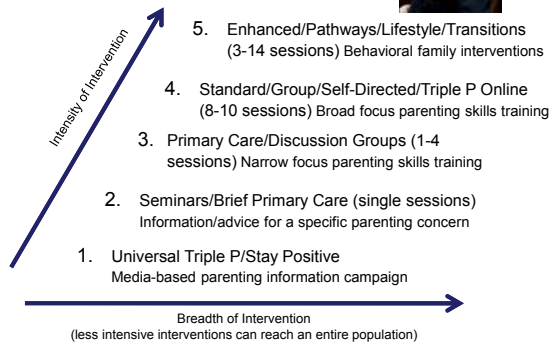 Intensity of Intervention
5. Enhanced/Pathways/Lifestyle/Transitions
(3-14 sessions) Behavioral family interventions
4. Standard/Group/Self-Directed/Triple P Online
(8-10 sessions) Broad focus parenting skills training
3. Primary Care/Discussion Groups (1-4
sessions) Narrow focus parenting skills training
2. Seminars/Brief Primary Care (single sessions)
Information/advice for a specific parenting concern
1. Universal Triple P/Stay Positive
Media-based parenting information campaign
Breadth of Intervention
(less intensive interventions can reach an entire population)